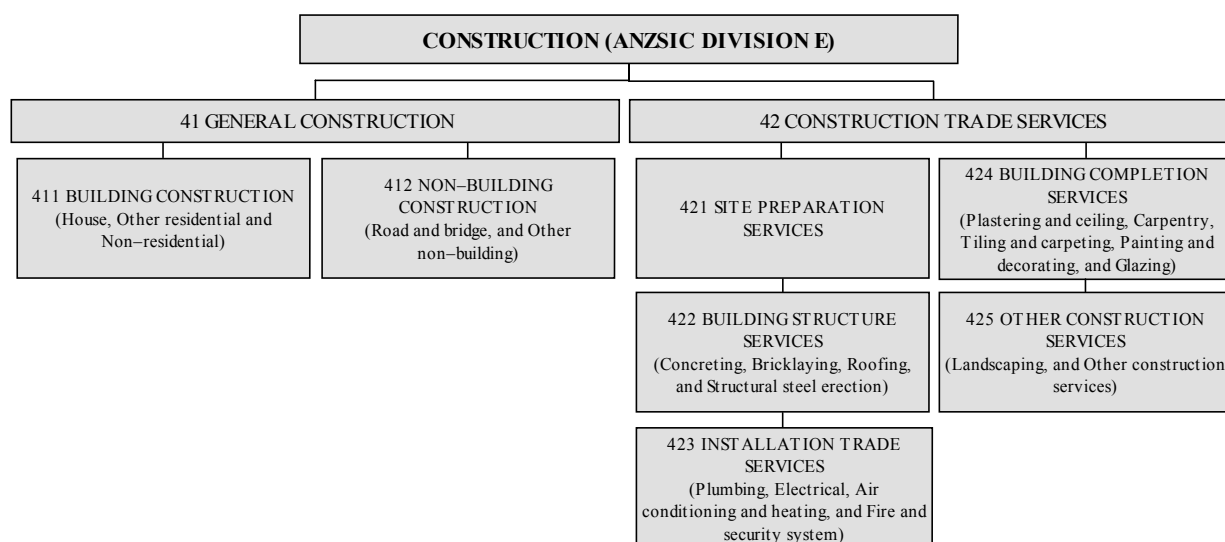 CONSTRUCTION (ANZSIC DIVISION E)
41 GENERAL CONSTRUCTION
42 CONSTRUCTION TRADE SERVICES
411 BUILDING CONSTRUCTION
(House, Other residential and
Non–residential)
412 NON–BUILDING
CONSTRUCTION
(Road and bridge, and Other
non–building)
421 SITE PREPARATION
SERVICES
424 BUILDING COMPLETION
SERVICES
(Plastering and ceiling, Carpentry,
Tiling and carpeting, Painting and
decorating, and Glazing)
422 BUILDING STRUCTURE
SERVICES
(Concreting, Bricklaying, Roofing,
and Structural steel erection)
425 OTHER CONSTRUCTION
SERVICES
(Landscaping, and Other construction
services)
423 INSTALLATION TRADE
SERVICES
(Plumbing, Electrical, Air
conditioning and heating, and Fire and
security system)